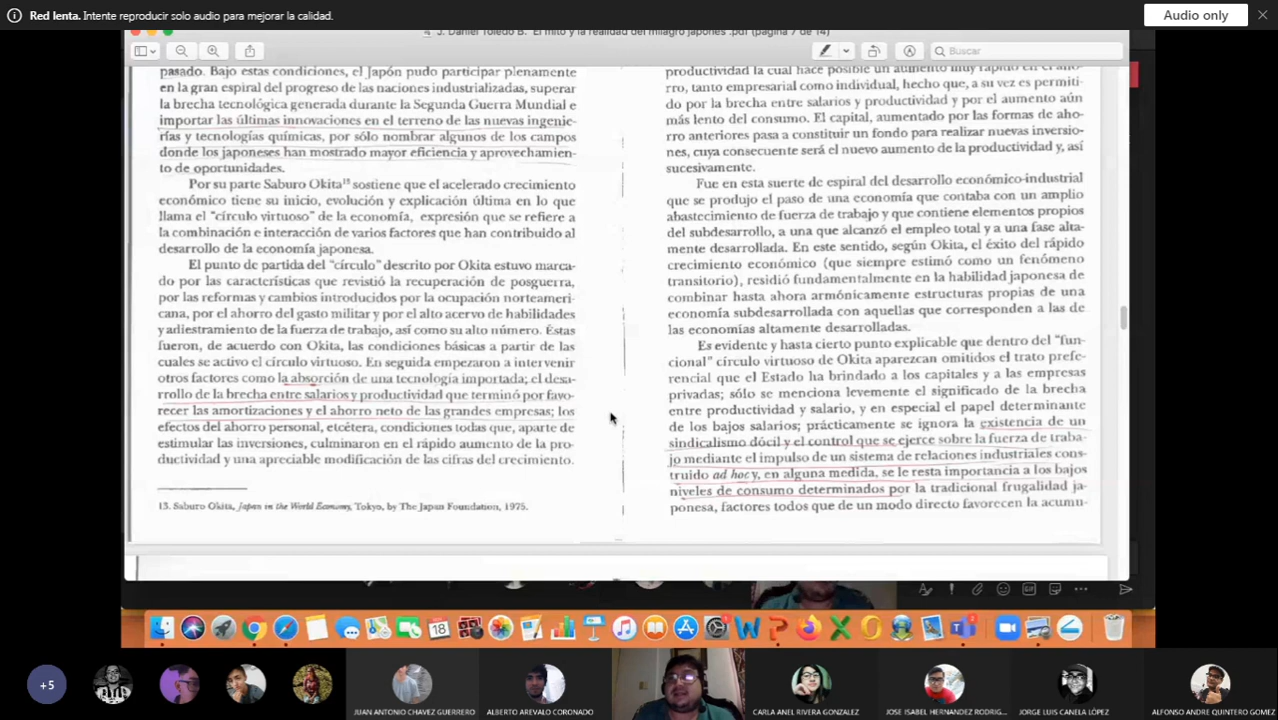 Red lenta. Intente reproducir solo audio para mejorar la calidad.
Audio only
J. Daniel Toledo B. El mito y la realidad del milagro japonés .pdf (página 7 de 14)
Buscar
pasado. Bajo estas condiciones, el Japón pudo participar plenamente
en la gran espiral del progreso de las naciones industrializadas, superar
la brecha tecnológica generada durante la Segunda Guerra Mundial e
importar las últimas innovaciones en el terreno de las nuevas ingenie-
rías y tecnologías químicas, por sólo nombrar algunos de los campos
donde los japoneses han mostrado mayor eficiencia y aprovechamien-
to de oportunidades.
Por su parte Saburo Okita¹³ sostiene que el acelerado crecimiento
económico tiene su inicio, evolución y explicación última en lo que
llama el “círculo virtuoso” de la economía, expresión que se refiere a
la combinación e interacción de varios factores que han contribuido al
desarrollo de la economía japonesa.
El punto de partida del “círculo” descrito por Okita estuvo marca-
do por las características que revistió la recuperación de posguerra,
por las reformas y cambios introducidos por la ocupación norteameri-
cana, por el ahorro del gasto militar y por el alto acervo de habilidades
y adiestramiento de la fuerza de trabajo, así como su alto número. Éstas
fueron, de acuerdo con Okita, las condiciones básicas a partir de las
cuales se activo el círculo virtuoso. En seguida empezaron a intervenir
otros factores como la absorción de una tecnología importada; el desa-
rrollo de la brecha entre salarios y productividad que terminó por favo-
recer las amortizaciones y el ahorro neto de las grandes empresas; los
efectos del ahorro personal, etcétera, condiciones todas que, aparte de
estimular las inversiones, culminaron en el rápido aumento de la pro-
ductividad y una apreciable modificación de las cifras del crecimiento.
13. Saburo Okita, Japan in the World Economy, Tokyo, by The Japan Foundation, 1975.
productividad la cual hace posible un aumento muy rápido en el aho-
rro, tanto empresarial como individual, hecho que, a su vez es permiti-
do por la brecha entre salarios y productividad y por el aumento aún
más lento del consumo. El capital, aumentado por las formas de aho-
rro anteriores pasa a constituir un fondo para realizar nuevas inversio-
nes, cuya consecuente será el nuevo aumento de la productividad y, así
sucesivamente.
Fue en esta suerte de espiral del desarrollo económico-industrial
que se produjo el paso de una economía que contaba con un amplio
abastecimiento de fuerza de trabajo y que contiene elementos propios
del subdesarrollo, a una que alcanzó el empleo total y a una fase alta-
mente desarrollada. En este sentido, según Okita, el éxito del rápido
crecimiento económico (que siempre estimó como un fenómeno
transitorio), residió fundamentalmente en la habilidad japonesa de
combinar hasta ahora armónicamente estructuras propias de una
economía subdesarrollada con aquellas que corresponden a las de
las economías altamente desarrolladas.
Es evidente y hasta cierto punto explicable que dentro del “fun-
cional” círculo virtuoso de Okita aparezcan omitidos el trato prefe-
rencial que el Estado ha brindado a los capitales y a las empresas
privadas; sólo se menciona levemente el significado de la brecha
entre productividad y salario, y en especial el papel determinante
de los bajos salarios; prácticamente se ignora la existencia de un
sindicalismo dócil y el control que se ejerce sobre la fuerza de traba-
jo mediante el impulso de un sistema de relaciones industriales cons-
truido ad hoc y, en alguna medida, se le resta importancia a los bajos
niveles de consumo determinados por la tradicional frugalidad ja-
ponesa, factores todos que de un modo directo favorecen la acumu-
GIF
18
+5
JUAN ANTONIO CHAVEZ GUERRERO
ALBERTO AREVALO CORONADO
CARLA ANEL RIVERA GONZALEZ
JOSE ISABEL HERNANDEZ RODRIG...
JORGE LUIS CANELA LÓPEZ
ALFONSO ANDRE QUINTERO GOMEZ